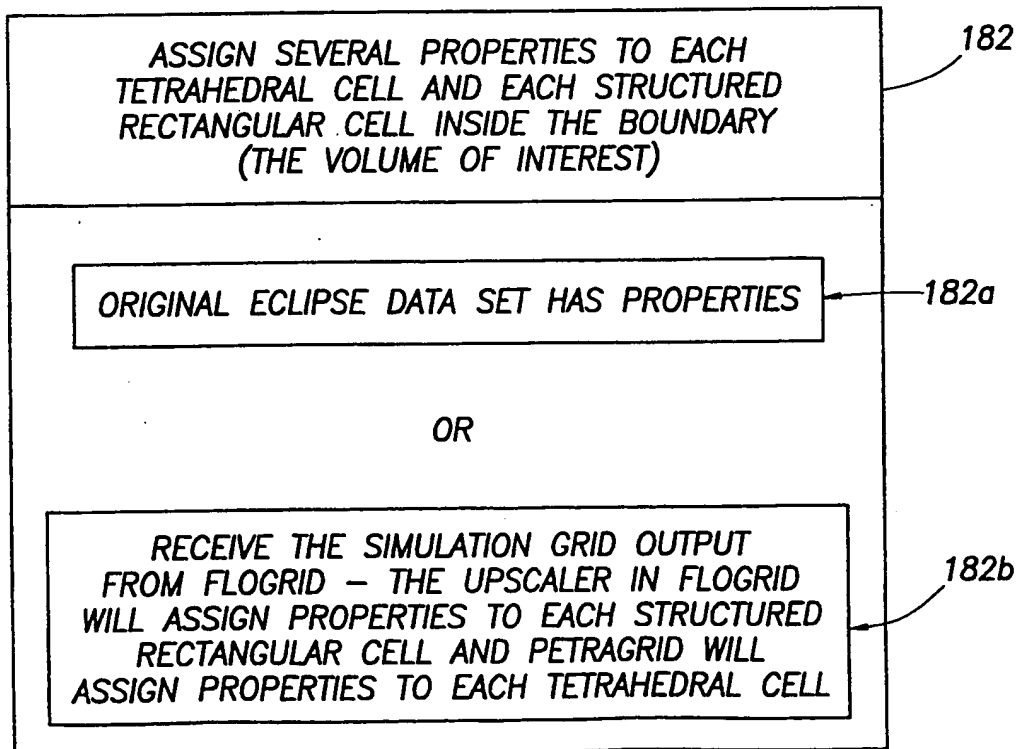 ASSIGN SEVERAL PROPERTIES TO EACH
TETRAHEDRAL CELL AND EACH STRUCTURED
RECTANGULAR CELL INSIDE THE BOUNDARY
(THE VOLUME OF INTEREST)
182
ORIGINAL ECLIPSE DATA SET HAS PROPERTIES
182a
OR
RECEIVE THE SIMULATION GRID OUTPUT
FROM FLOGRID – THE UPSCALER IN FLOGRID
WILL ASSIGN PROPERTIES TO EACH STRUCTURED
RECTANGULAR CELL AND PETRAGRID WILL
ASSIGN PROPERTIES TO EACH TETRAHEDRAL CELL
182b